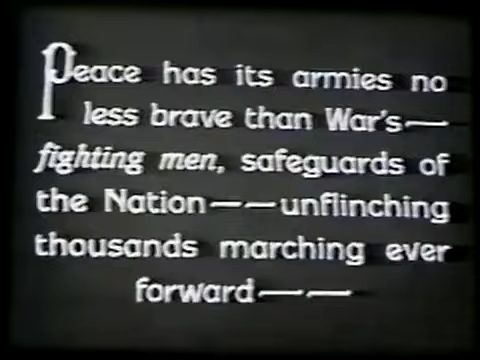 Peace has its armies no
less brave than War's—
fighting men, safeguards of
the Nation——unflinching
thousands marching ever
forward——